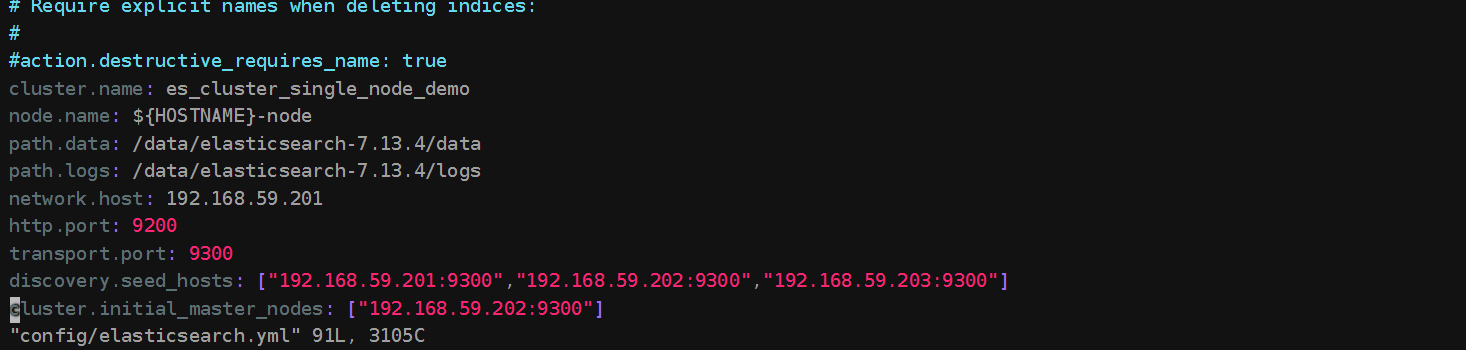 # Require explicit names when deleting indices:
#
#action.destructive_requires_name: true
cluster.name: es_cluster_single_node_demo
node.name: ${HOSTNAME}-node
path.data: /data/elasticsearch-7.13.4/data
path.logs: /data/elasticsearch-7.13.4/logs
network.host: 192.168.59.201
http.port: 9200
transport.port: 9300
discovery.seed_hosts: ["192.168.59.201:9300","192.168.59.202:9300","192.168.59.203:9300"]
cluster.initial_master_nodes: ["192.168.59.202:9300"]
"config/elasticsearch.yml" 91L, 3105C